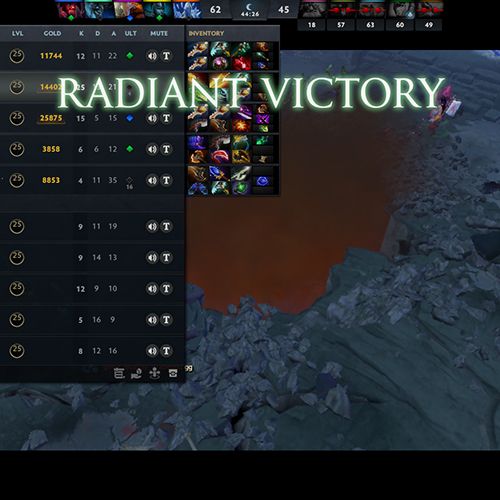 62 44:26 45
18 57 63 60 49
LVL GOLD K D A ULT MUTE INVENTORY
25 11744 12 11 22 T
25 14402 25 21 T
RADIANT VICTORY
25 25875 15 5 15 T
25 3858 6 6 12 T
25 8853 4 11 35 16 T
25 9 11 19 T
25 9 14 13 T
25 12 9 10 T
25 5 16 9 T
25 8 12 16 T
99